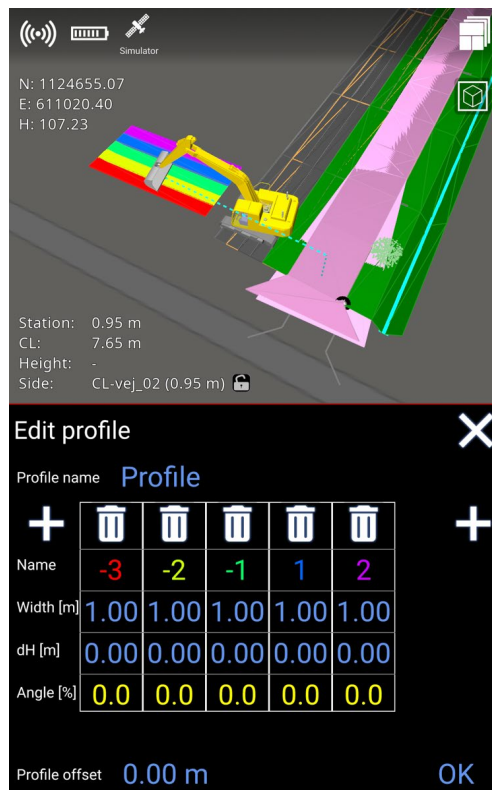 Simulator
N: 1124655.07
E: 611020.40
H: 107.23
Station: 0.95 m
CL: 7.65 m
Height: -
Side: CL-vej_02 (0.95 m)
Edit profile
Profile name Profile
Name -3 -2 -1 1 2
Width [m] 1.00 1.00 1.00 1.00 1.00
dH [m] 0.00 0.00 0.00 0.00 0.00
Angle [%] 0.0 0.0 0.0 0.0 0.0
Profile offset 0.00 m OK